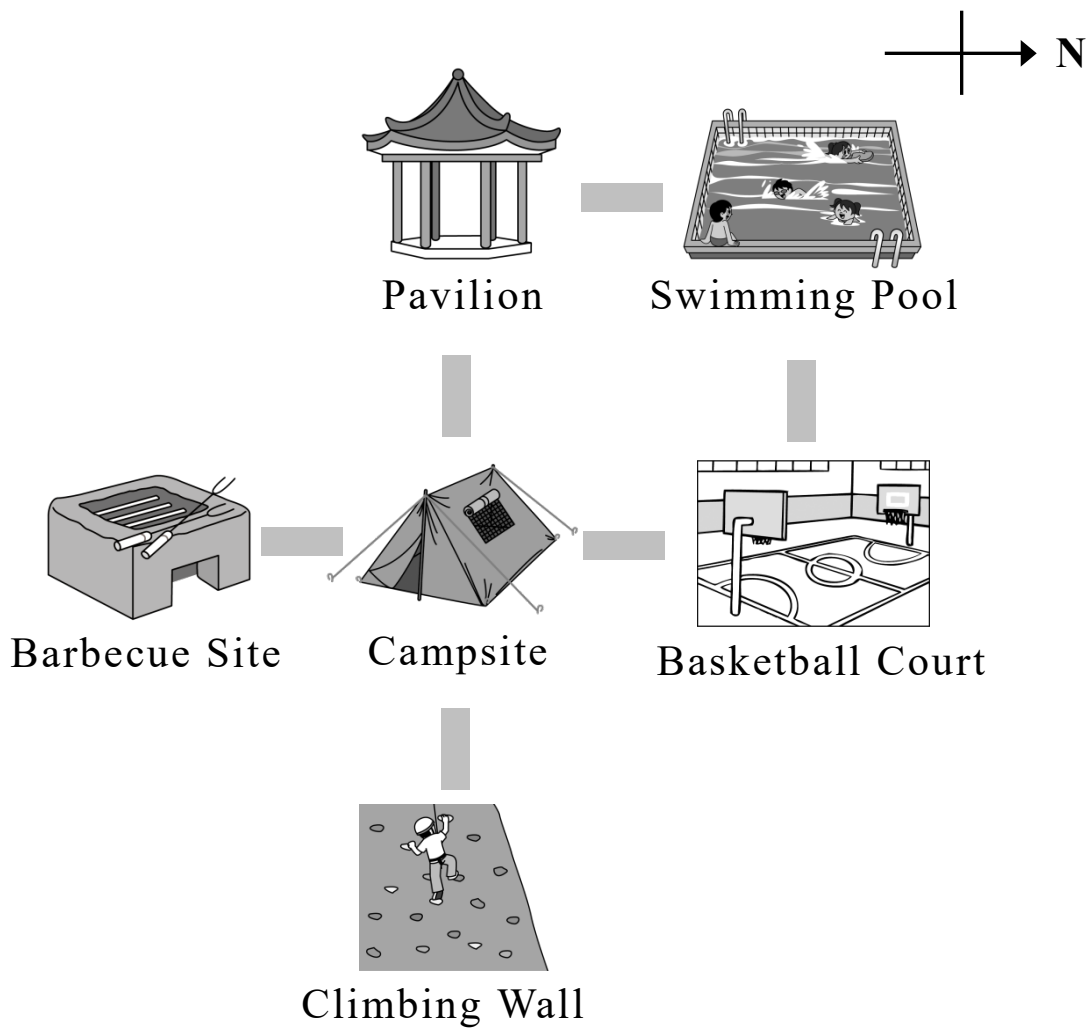 N
Pavilion
Swimming Pool
Barbecue Site
Campsite
Basketball Court
Climbing Wall